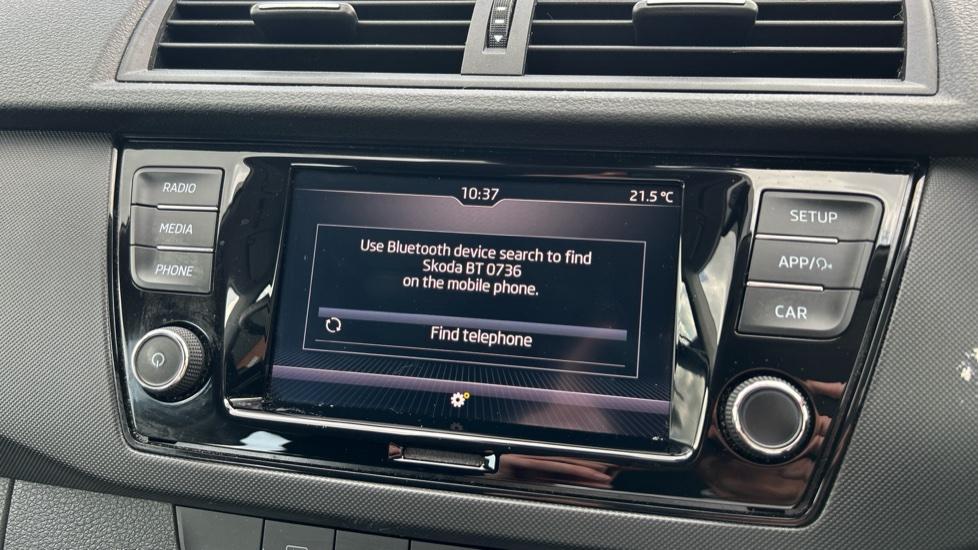 RADIO
MEDIA
PHONE
10:37
21.5 °C
Use Bluetooth device search to find
Skoda BT 0736
on the mobile phone.
Find telephone
SETUP
APP/
CAR